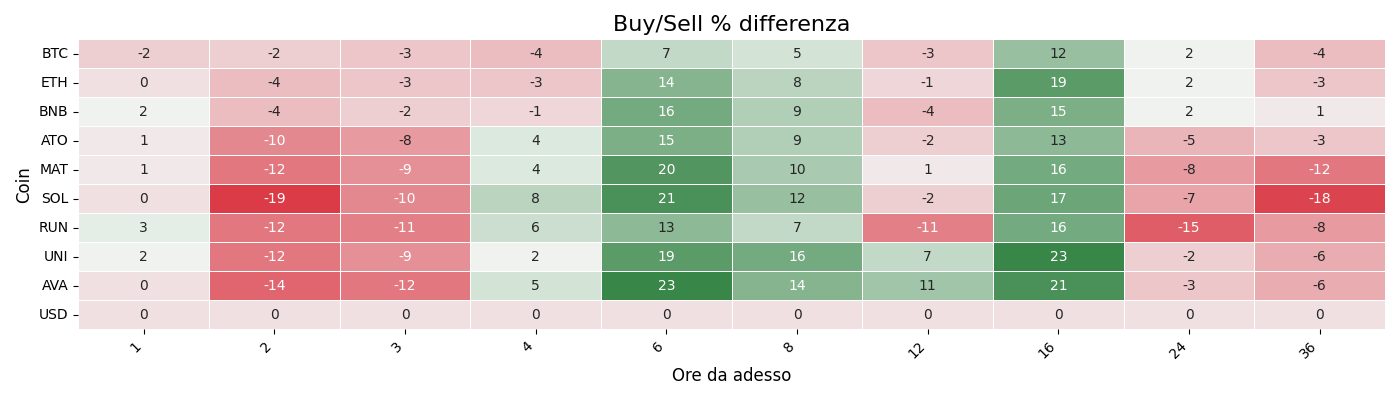 Buy/Sell % differenza
Coin
BTC -2 -2 -3 -4 7 5 -3 12 2 -4
ETH 0 -4 -3 -3 14 8 -1 19 2 -3
BNB 2 -4 -2 -1 16 9 -4 15 2 1
ATO 1 -10 -8 4 15 9 -2 13 -5 -3
MAT 1 -12 -9 4 20 10 1 16 -8 -12
SOL 0 -19 -10 8 21 12 -2 17 -7 -18
RUN 3 -12 -11 6 13 7 -11 16 -15 -8
UNI 2 -12 -9 2 19 16 7 23 -2 -6
AVA 0 -14 -12 5 23 14 11 21 -3 -6
USD 0 0 0 0 0 0 0 0 0 0
1 2 3 4 6 8 12 16 24 36
Ore da adesso